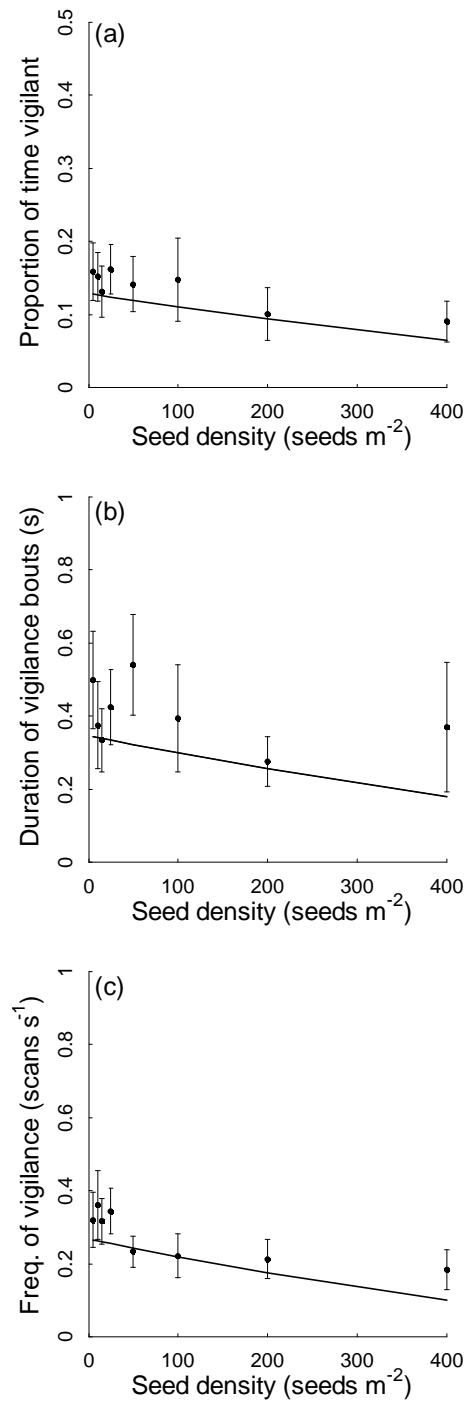 (a)
Proportion of time vigilant
0.5
0.4
0.3
0.2
0.1
0
0 100 200 300 400
Seed density (seeds m⁻²)
(b)
Duration of vigilance bouts (s)
1
0.8
0.6
0.4
0.2
0
0 100 200 300 400
Seed density (seeds m⁻²)
(c)
Freq. of vigilance (scans s⁻¹)
1
0.8
0.6
0.4
0.2
0
0 100 200 300 400
Seed density (seeds m⁻²)